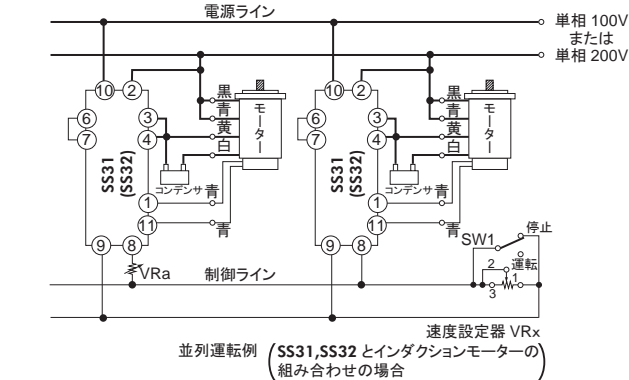 電源ライン
単相 100V
または
単相 200V
10
2
6
7
3
4
SS31
(SS32)
1
11
9
8
黒
青
黄
白
モーター
コンデンサ
青
青
10
2
6
7
3
4
SS31
(SS32)
1
11
9
8
黒
青
黄
白
モーター
コンデンサ
青
青
VRa
制御ライン
SW1
停止
運転
2
1
3
速度設定器 VRx
並列運転例
SS31,SS32 とインダクションモーターの
組み合わせの場合